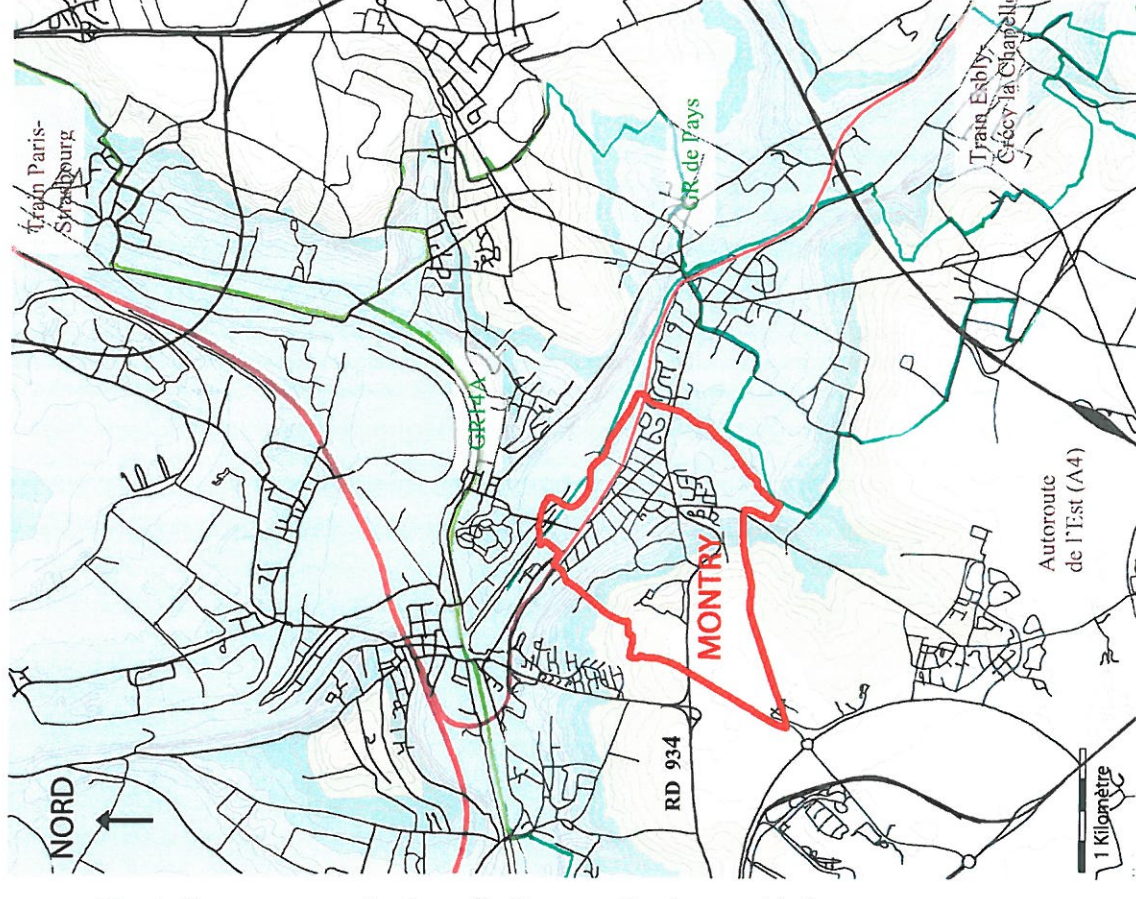 NORD
Train Paris-
Strasbourg
GR14A
GR de Pays
Train Esbly-
Crécy la Chapelle
MONTRY
RD 934
Autoroute
de l'Est (A4)
1 Kilomètre